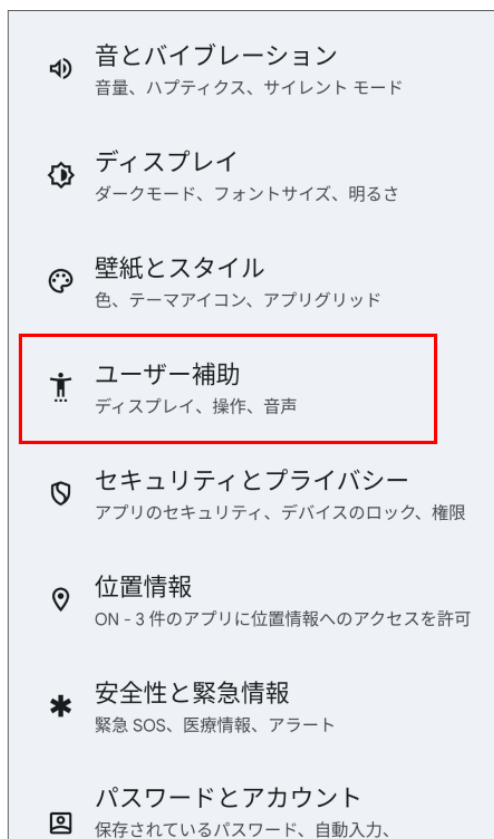 音とバイブレーション
音量、ハプティクス、サイレント モード
ディスプレイ
ダークモード、フォントサイズ、明るさ
壁紙とスタイル
色、テーマアイコン、アプリグリッド
ユーザー補助
ディスプレイ、操作、音声
セキュリティとプライバシー
アプリのセキュリティ、デバイスのロック、権限
位置情報
ON - 3 件のアプリに位置情報へのアクセスを許可
安全性と緊急情報
緊急 SOS、医療情報、アラート
パスワードとアカウント
保存されているパスワード、自動入力、